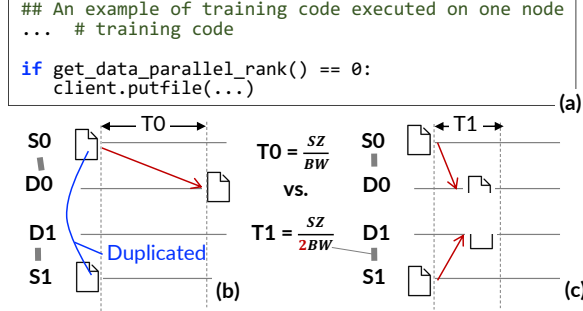 ## An example of training code executed on one node
... # training code
if get_data_parallel_rank() == 0:
client.putfile(...)
(a)
T0
S0
D0
D1
S1
Duplicated
(b)
T0 = SZ / BW
vs.
T1 = SZ / 2BW
T1
S0
D0
D1
S1
(c)